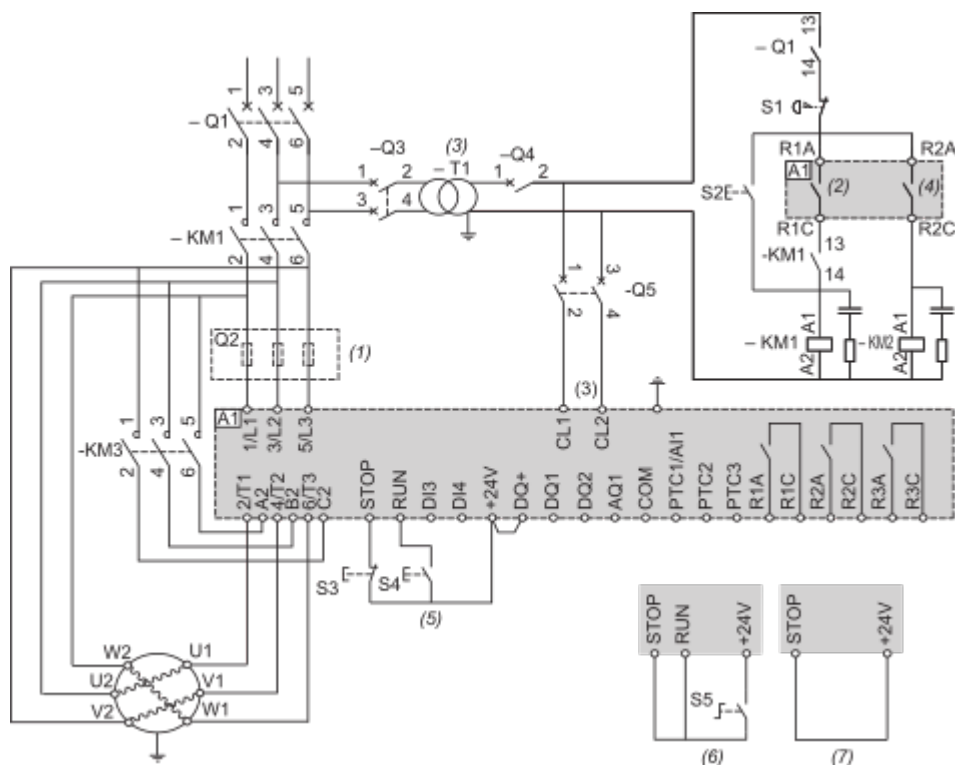 13
– Q1
14
S1
1 3 5
– Q1
2 4 6
–Q3
1 2
3 4
(3)
– T1
–Q4
1 2
R1A R2A
A1
S2
(2) (4)
R1C R2C
-KM1
13
14
1 3 5
– KM1
2 4 6
1 3
-Q5
2 4
A1 A1
– KM1 – KM2
A2 A2
Q2
(1)
(3)
1 3 5
-KM3
2 4 6
A1
1/L1 3/L2 5/L3 CL1 CL2
2/T1 A2 4/T2 B2 6/T3 C2 STOP RUN DI3 DI4 +24V DQ+ DQ1 DQ2 AQ1 COM PTC1/AI1 PTC2 PTC3 R1A R1C R2A R2C R3A R3C
S3 S4
(5)
STOP RUN +24V
S5
(6)
STOP +24V
(7)
W2 U1
U2 V1
V2 W1